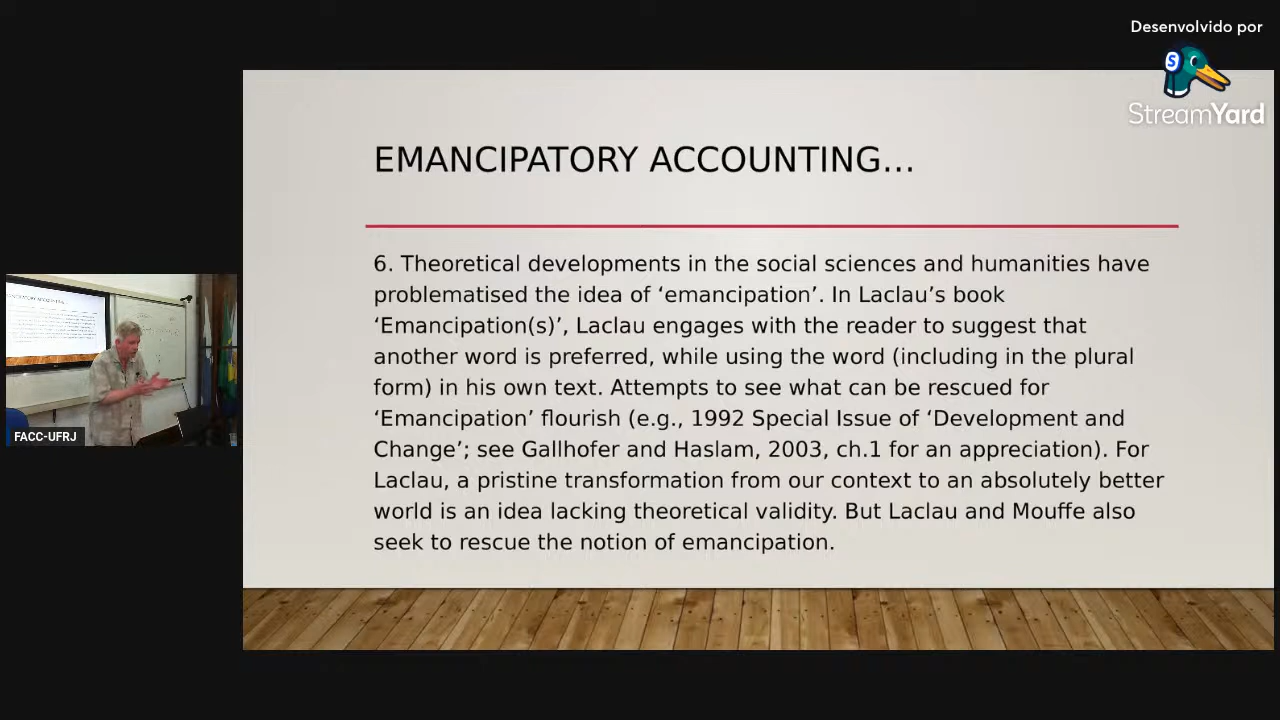 Desenvolvido por
StreamYard
EMANCIPATORY ACCOUNTING…
6. Theoretical developments in the social sciences and humanities have
problematised the idea of ‘emancipation’. In Laclau’s book
‘Emancipation(s)’, Laclau engages with the reader to suggest that
another word is preferred, while using the word (including in the plural
form) in his own text. Attempts to see what can be rescued for
‘Emancipation’ flourish (e.g., 1992 Special Issue of ‘Development and
Change’; see Gallhofer and Haslam, 2003, ch.1 for an appreciation). For
Laclau, a pristine transformation from our context to an absolutely better
world is an idea lacking theoretical validity. But Laclau and Mouffe also
seek to rescue the notion of emancipation.
FACC-UFRJ